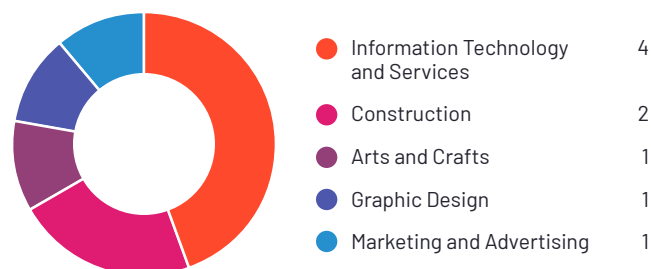 Information Technology 4
and Services
Construction 2
Arts and Crafts 1
Graphic Design 1
Marketing and Advertising 1